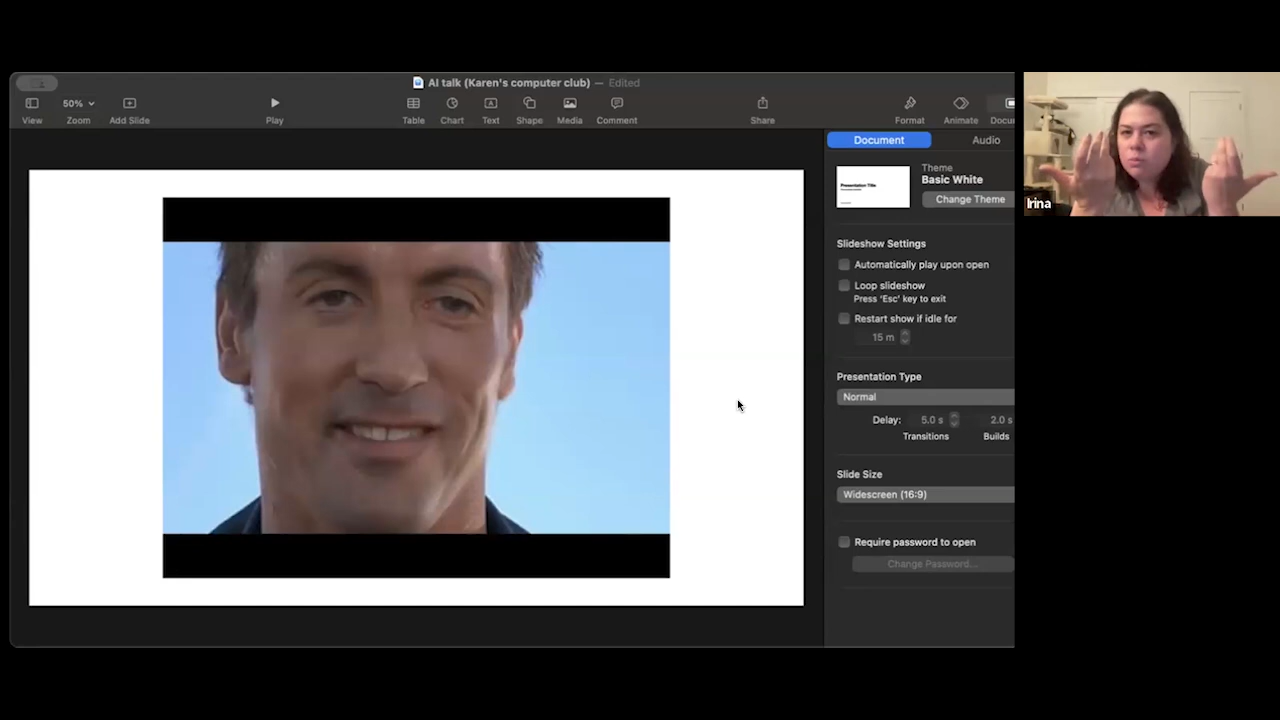 AI talk (Karen's computer club) — Edited
View
50%
Zoom
Add Slide
Play
Table
Chart
Text
Shape
Media
Comment
Share
Format
Animate
Docu
Document
Audio
Presentation Title
Theme
Basic White
Change Theme
Slideshow Settings
Automatically play upon open
Loop slideshow
Press ‘Esc’ key to exit
Restart show if idle for
15 m
Presentation Type
Normal
Delay: 5.0 s 2.0 s
Transitions Builds
Slide Size
Widescreen (16:9)
Require password to open
Change Password...
Irina